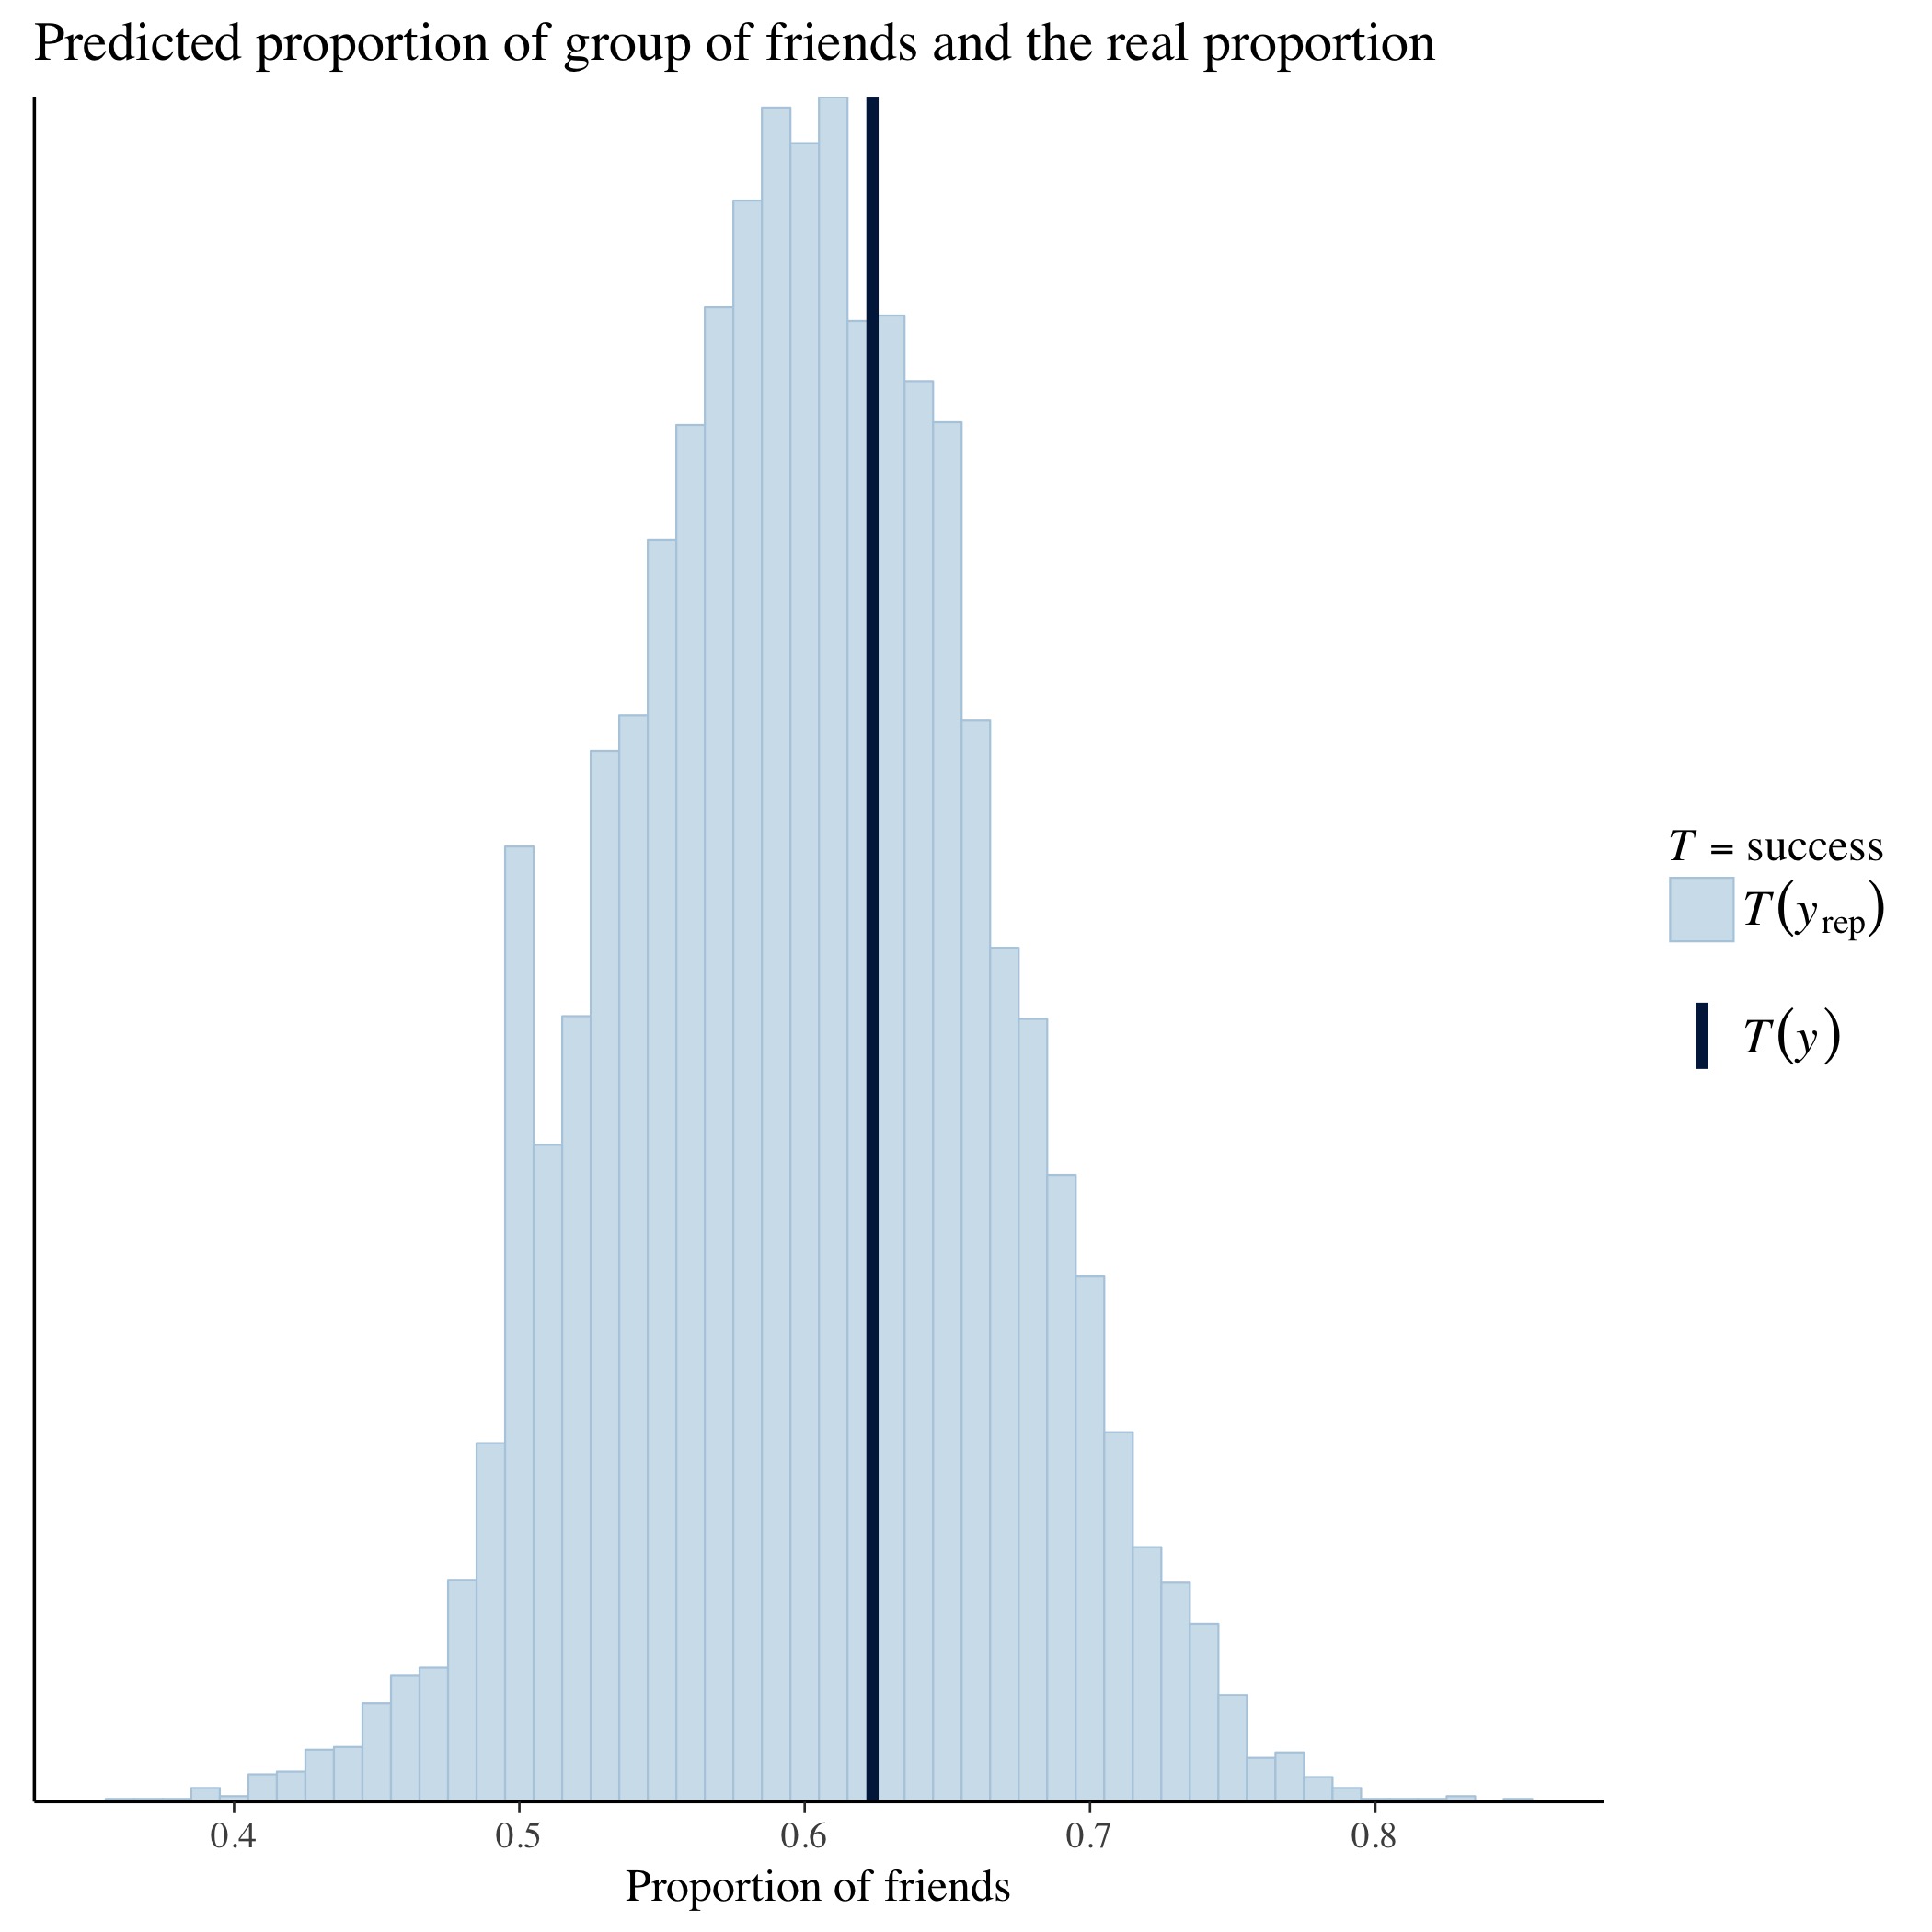 Predicted proportion of group of friends and the real proportion
T = success
T(yrep)
T(y)
0.4 0.5 0.6 0.7 0.8
Proportion of friends